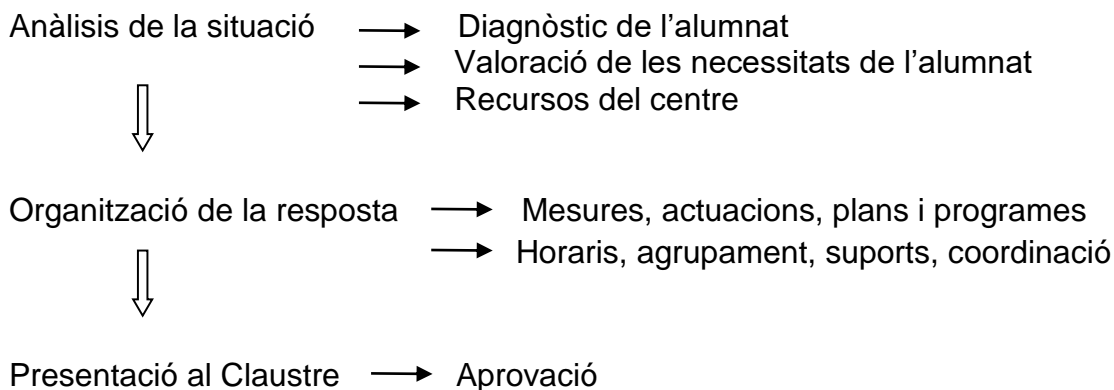 Anàlisis de la situació Diagnòstic de l’alumnat
Valoració de les necessitats de l’alumnat
Recursos del centre
Organització de la resposta Mesures, actuacions, plans i programes
Horaris, agrupament, suports, coordinació
Presentació al Claustre Aprovació